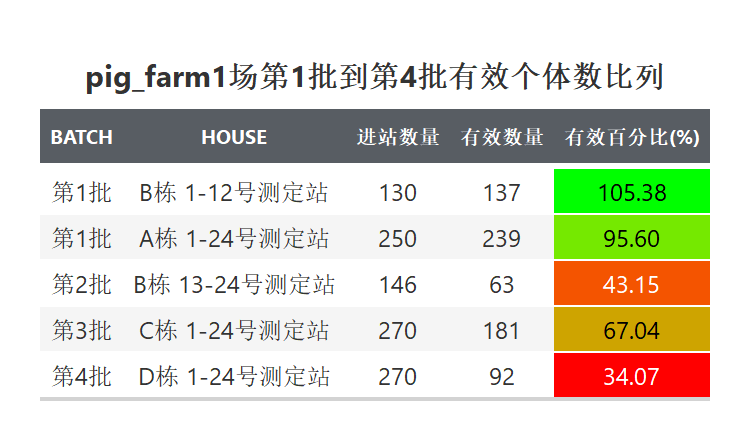 pig_farm1场第1批到第4批有效个体数比列
BATCH HOUSE 进站数量 有效数量 有效百分比(%)
第1批 B栋 1-12号测定站 130 137 105.38
第1批 A栋 1-24号测定站 250 239 95.60
第2批 B栋 13-24号测定站 146 63 43.15
第3批 C栋 1-24号测定站 270 181 67.04
第4批 D栋 1-24号测定站 270 92 34.07